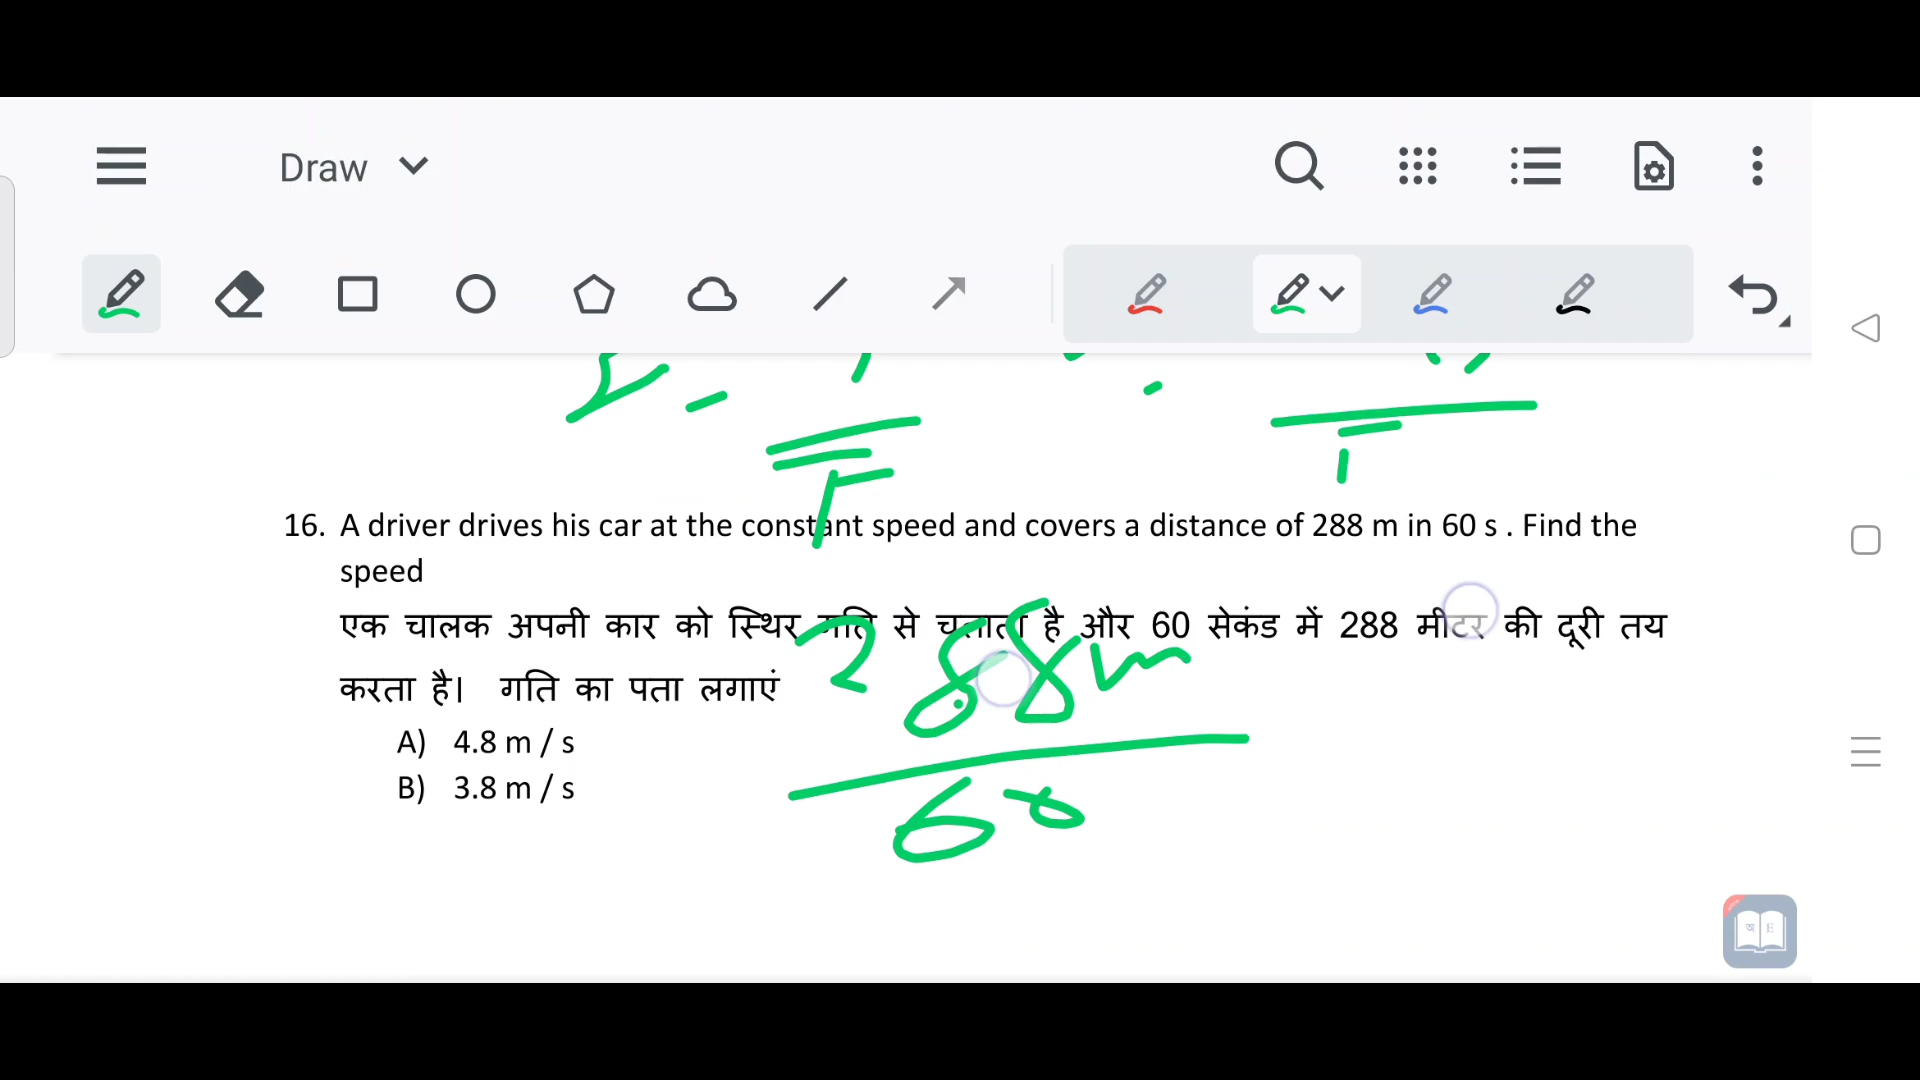 Draw
T
16. A driver drives his car at the constant speed and covers a distance of 288 m in 60 s . Find the
speed
एक चालक अपनी कार को स्थिर गति से चलाता है और 60 सेकंड में 288 मीटर की दूरी तय
करता है। गति का पता लगाएं
288m
60
A) 4.8 m / s
B) 3.8 m / s